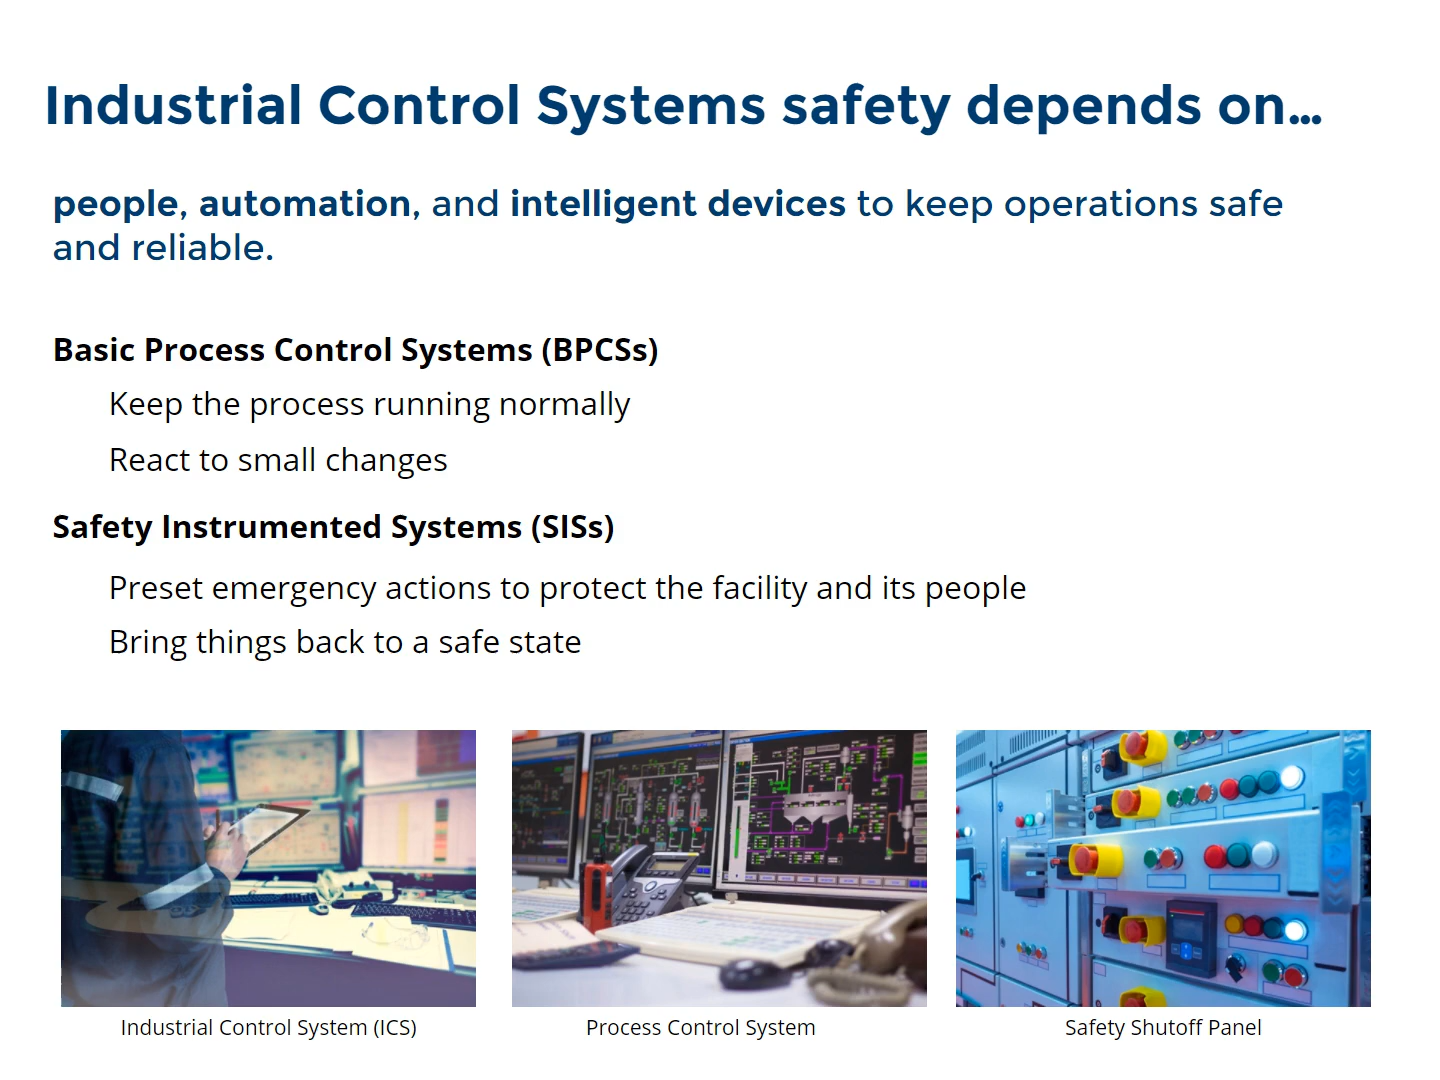 Industrial Control Systems safety depends on...
people, automation, and intelligent devices to keep operations safe
and reliable.
Basic Process Control Systems (BPCSs)
Keep the process running normally
React to small changes
Safety Instrumented Systems (SISs)
Preset emergency actions to protect the facility and its people
Bring things back to a safe state
Industrial Control System (ICS)
Process Control System
Safety Shutoff Panel